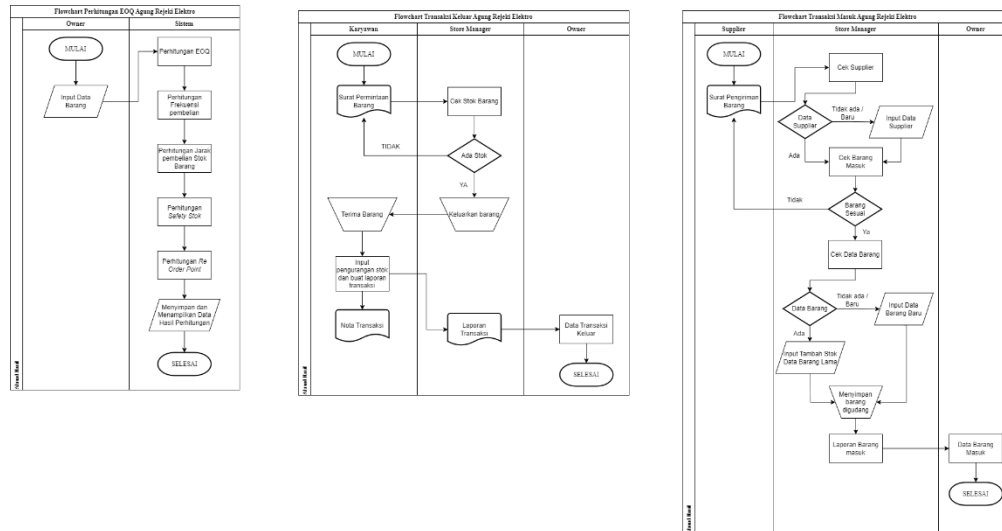 Flowchart Perhitungan EOQ Agung Rejeki Elektro
Owner
Sistem
MULAI
Input Data
Barang
Perhitungan EOQ
Perhitungan
Frekuensi
pembelian
Perhitungan Jarak
pembelian Stok
Barang
Perhitungan
Safety Stok
Perhitungan Re
Order Point
Menyimpan dan
Menampilkan Data
Hasil Perhitungan
SELESAI
Flowchart Transaksi Keluar Agung Rejeki Elektro
Karyawan
Store Manager
Owner
MULAI
Surat Permintaan
Barang
Cek Stok Barang
TIDAK
Ada Stok
YA
Terima Barang
Keluarkan barang
Input
pengurangan stok
dan buat laporan
transaksi
Nota Transaksi
Laporan
Transaksi
Data Transaksi
Keluar
SELESAI
Flowchart Transaksi Masuk Agung Rejeki Elektro
Supplier
Store Manager
Owner
MULAI
Cek Supplier
Surat Pengiriman
Barang
Data
Supplier
Tidak ada /
Baru
Input Data
Supplier
Ada
Cek Barang
Masuk
Tidak
Barang
Sesuai
Ya
Cek Data Barang
Data Barang
Tidak ada /
Baru
Input Data
Barang Baru
Ada
Input Tambah Stok
Data Barang Lama
Menyimpan
barang
digudang
Laporan Barang
masuk
Data Barang
Masuk
SELESAI